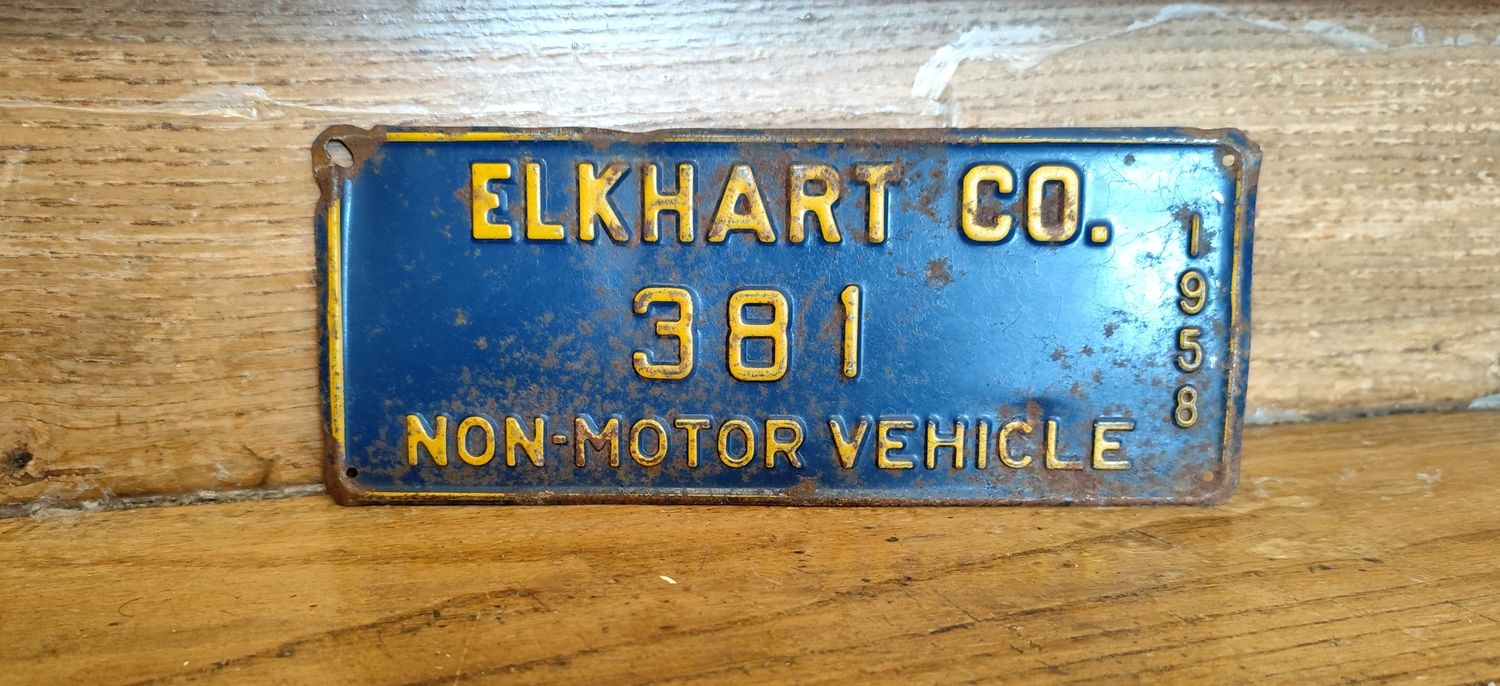 ELKHART CO.
381
NON-MOTOR VEHICLE
1958